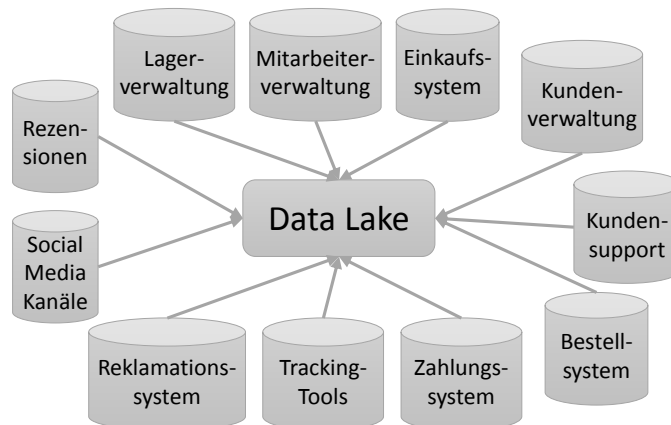 Lager-
verwaltung
Mitarbeiter-
verwaltung
Einkaufs-
system
Kunden-
verwaltung
Rezen-
sionen
Data Lake
Social
Media
Kanäle
Kunden-
support
Reklamations-
system
Tracking-
Tools
Zahlungs-
system
Bestell-
system